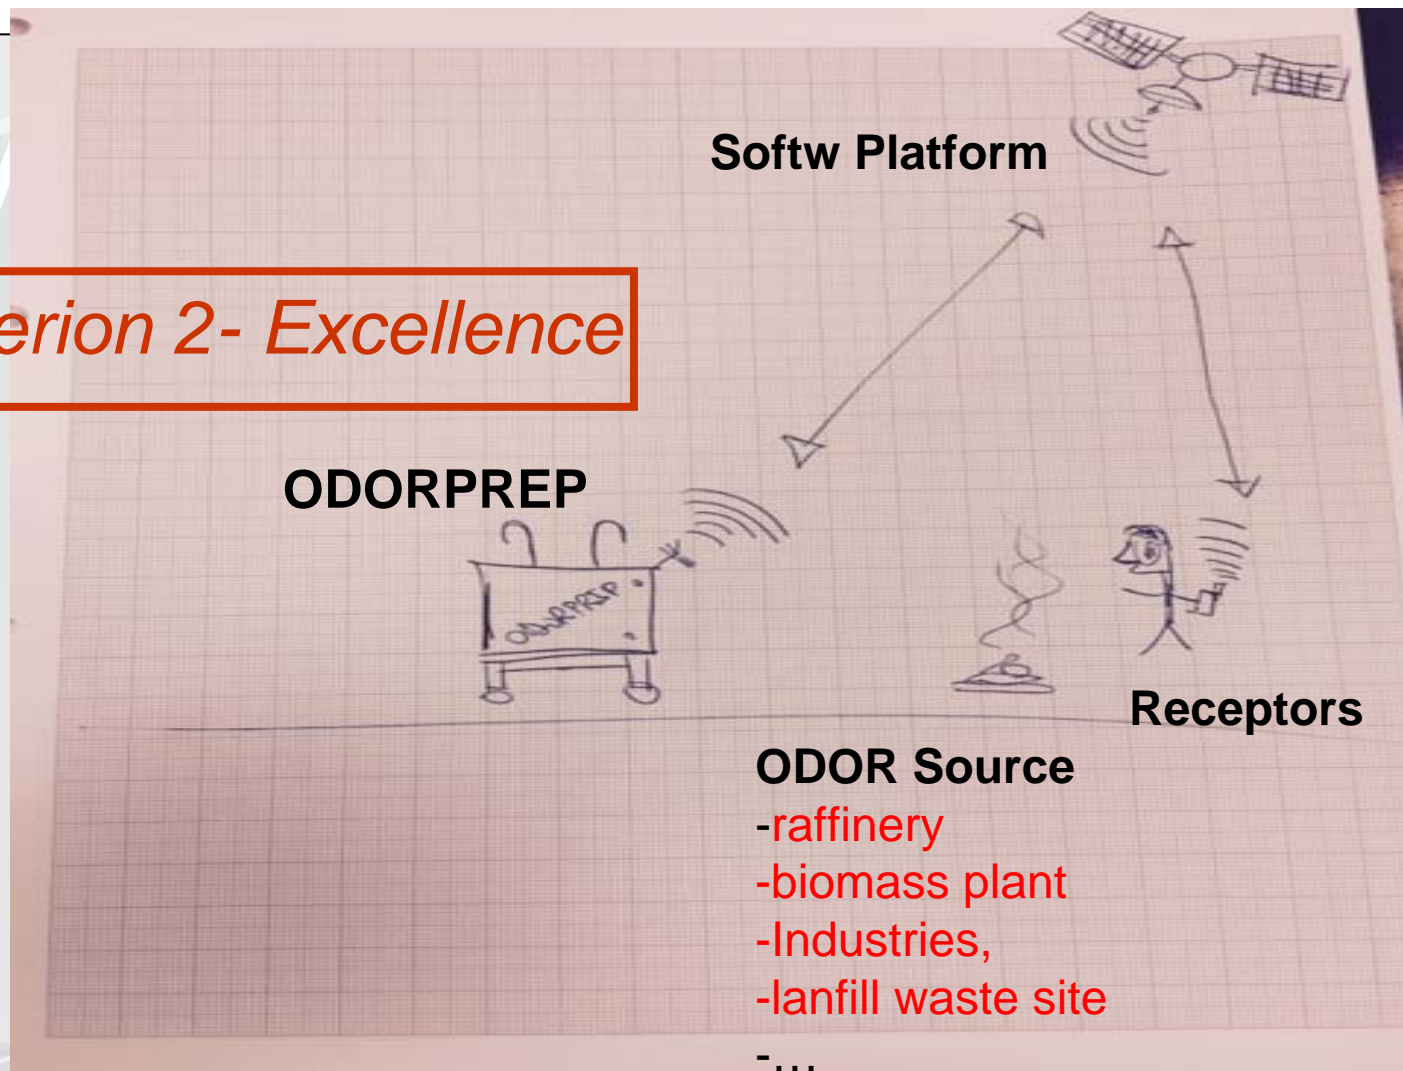 Softw Platform
erion 2- Excellence
ODORPREP
ODORPREP
Receptors
ODOR Source
-raffinery
-biomass plant
-Industries,
-lanfill waste site
-...